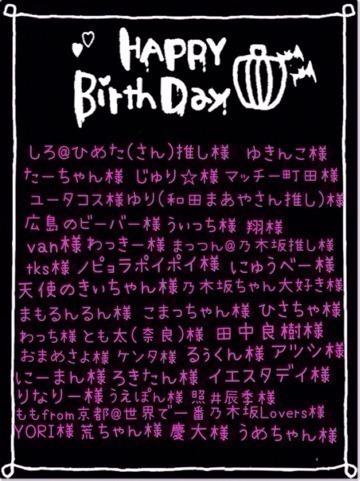 HAPPY
Birth Day
しろ@ひめた(さん)推し様 ゆきんこ様
たーちゃん様 じゅり☆様 マッチー町田様
ユータコス様 ゆり(和田まあやさん推し)様
広島のビーバー様 ういっち様 翔様
van様 わっきー様 まっつん@乃木坂推し様
tks様 ノピョラポイポイ様 にゅうべー様
天使のきぃちゃん様 乃木坂ちゃん大好き様
まもるんるん様 こまっちゃん様 ひさちゃ様
わっち様 とも太(奈良)様 田中良樹様
おまめさよ様 ケンタ様 るぅくん様 アツシ様
にーまん様 ろきたん様 イエスタデイ様
りなりー様 うえぽん様 照井辰季様
ももfrom京都@世界で一番乃木坂Lovers様
YORI様 荒ちゃん様 慶大様 うめちゃん様